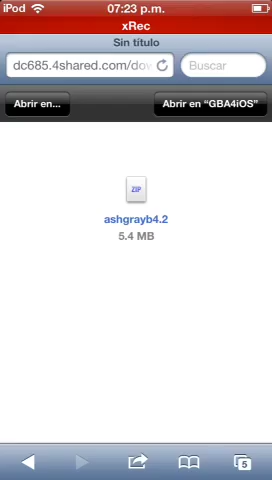 iPod 07:23 p.m.
xRec
Sin título
dc685.4shared.com/dow Buscar
Abrir en... Abrir en “GBA4iOS”
ZIP
ashgrayb4.2
5.4 MB
5